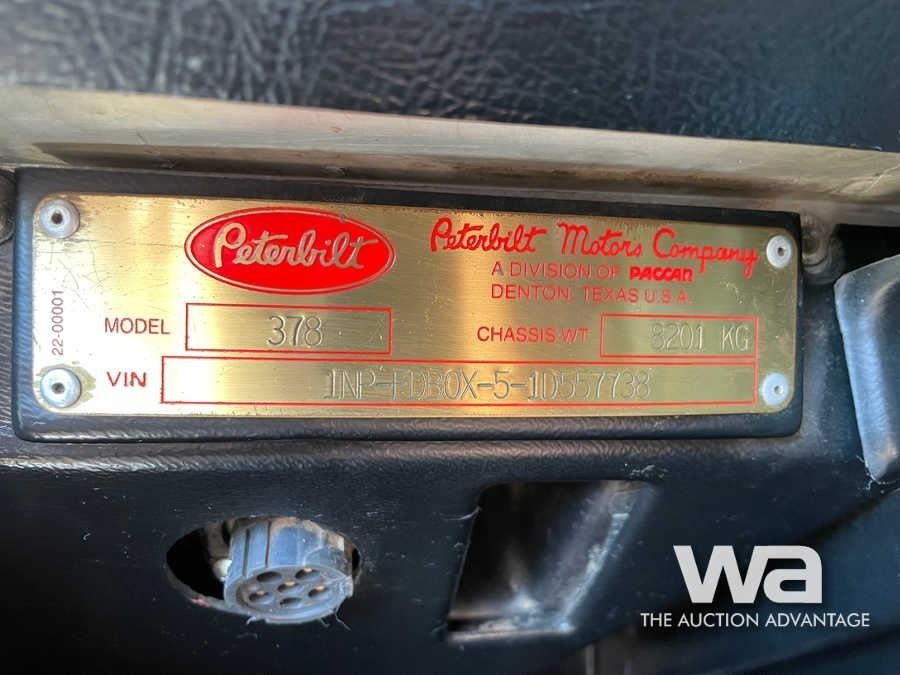 Peterbilt
Peterbilt Motors Company
A DIVISION OF PACCAR
DENTON, TEXAS U.S.A.
22-00001
MODEL 378
CHASSIS WT 8201 KG
VIN 1NP-FDB0X-5-1D557738
wa
THE AUCTION ADVANTAGE